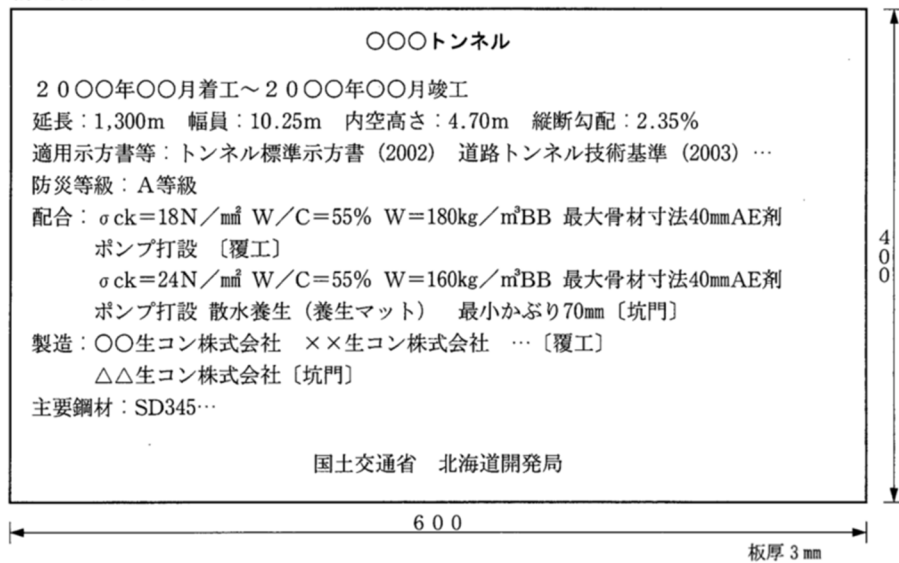 ○○○トンネル
２０○○年○○月着工～２０○○年○○月竣工
延長：1,300m　幅員：10.25m　内空高さ：4.70m　縦断勾配：2.35%
適用示方書等：トンネル標準示方書（2002）　道路トンネル技術基準（2003）…
防災等級：A等級
配合：σck＝18N／㎟ W／C＝55% W＝180㎏／㎥BB 最大骨材寸法40㎜AE剤
ポンプ打設　〔覆工〕
σck＝24N／㎟ W／C＝55% W＝160㎏／㎥BB 最大骨材寸法40㎜AE剤
ポンプ打設 散水養生（養生マット）　最小かぶり70㎜〔坑門〕
製造：○○生コン株式会社　××生コン株式会社　…〔覆工〕
△△生コン株式会社〔坑門〕
主要鋼材：SD345…
国土交通省　北海道開発局
400
600
板厚３㎜